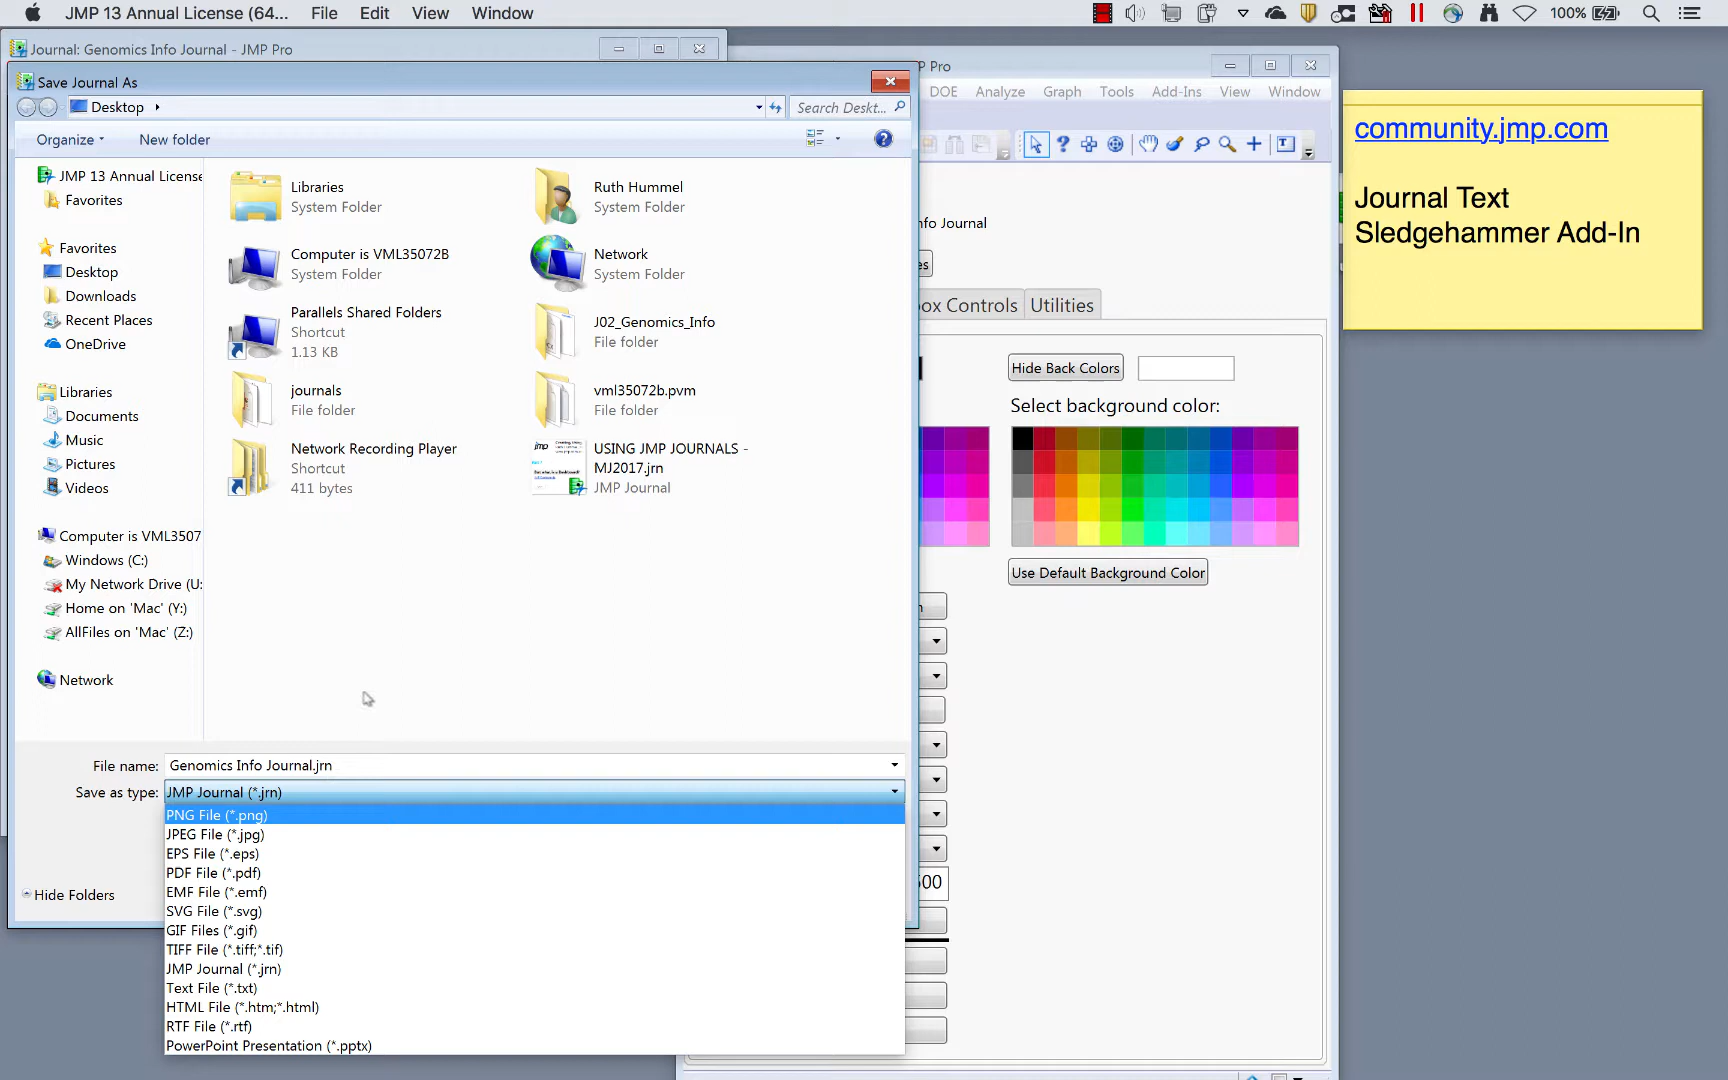 JMP 13 Annual License (64...
File
Edit
View
Window
100%
Journal: Genomics Info Journal - JMP Pro
Save Journal As
Desktop
Search Deskt...
Organize
New folder
JMP 13 Annual License
Favorites
Favorites
Desktop
Downloads
Recent Places
OneDrive
Libraries
Documents
Music
Pictures
Videos
Computer is VML3507
Windows (C:)
My Network Drive (U:
Home on 'Mac' (Y:)
AllFiles on 'Mac' (Z:)
Network
Libraries
System Folder
Ruth Hummel
System Folder
Computer is VML35072B
System Folder
Network
System Folder
Parallels Shared Folders
Shortcut
1.13 KB
J02_Genomics_Info
File folder
journals
File folder
vml35072b.pvm
File folder
Network Recording Player
Shortcut
411 bytes
jmp
USING JMP JOURNALS -
MJ2017.jrn
JMP Journal
File name:
Genomics Info Journal.jrn
Save as type:
JMP Journal (*.jrn)
PNG File (*.png)
JPEG File (*.jpg)
EPS File (*.eps)
PDF File (*.pdf)
EMF File (*.emf)
SVG File (*.svg)
GIF Files (*.gif)
TIFF File (*.tiff;*.tif)
JMP Journal (*.jrn)
Text File (*.txt)
HTML File (*.htm;*.html)
RTF File (*.rtf)
PowerPoint Presentation (*.pptx)
Hide Folders
Pro
DOE
Analyze
Graph
Tools
Add-Ins
View
Window
fo Journal
es
ox Controls
Utilities
Hide Back Colors
Select background color:
Use Default Background Color
500
community.jmp.com
Journal Text
Sledgehammer Add-In